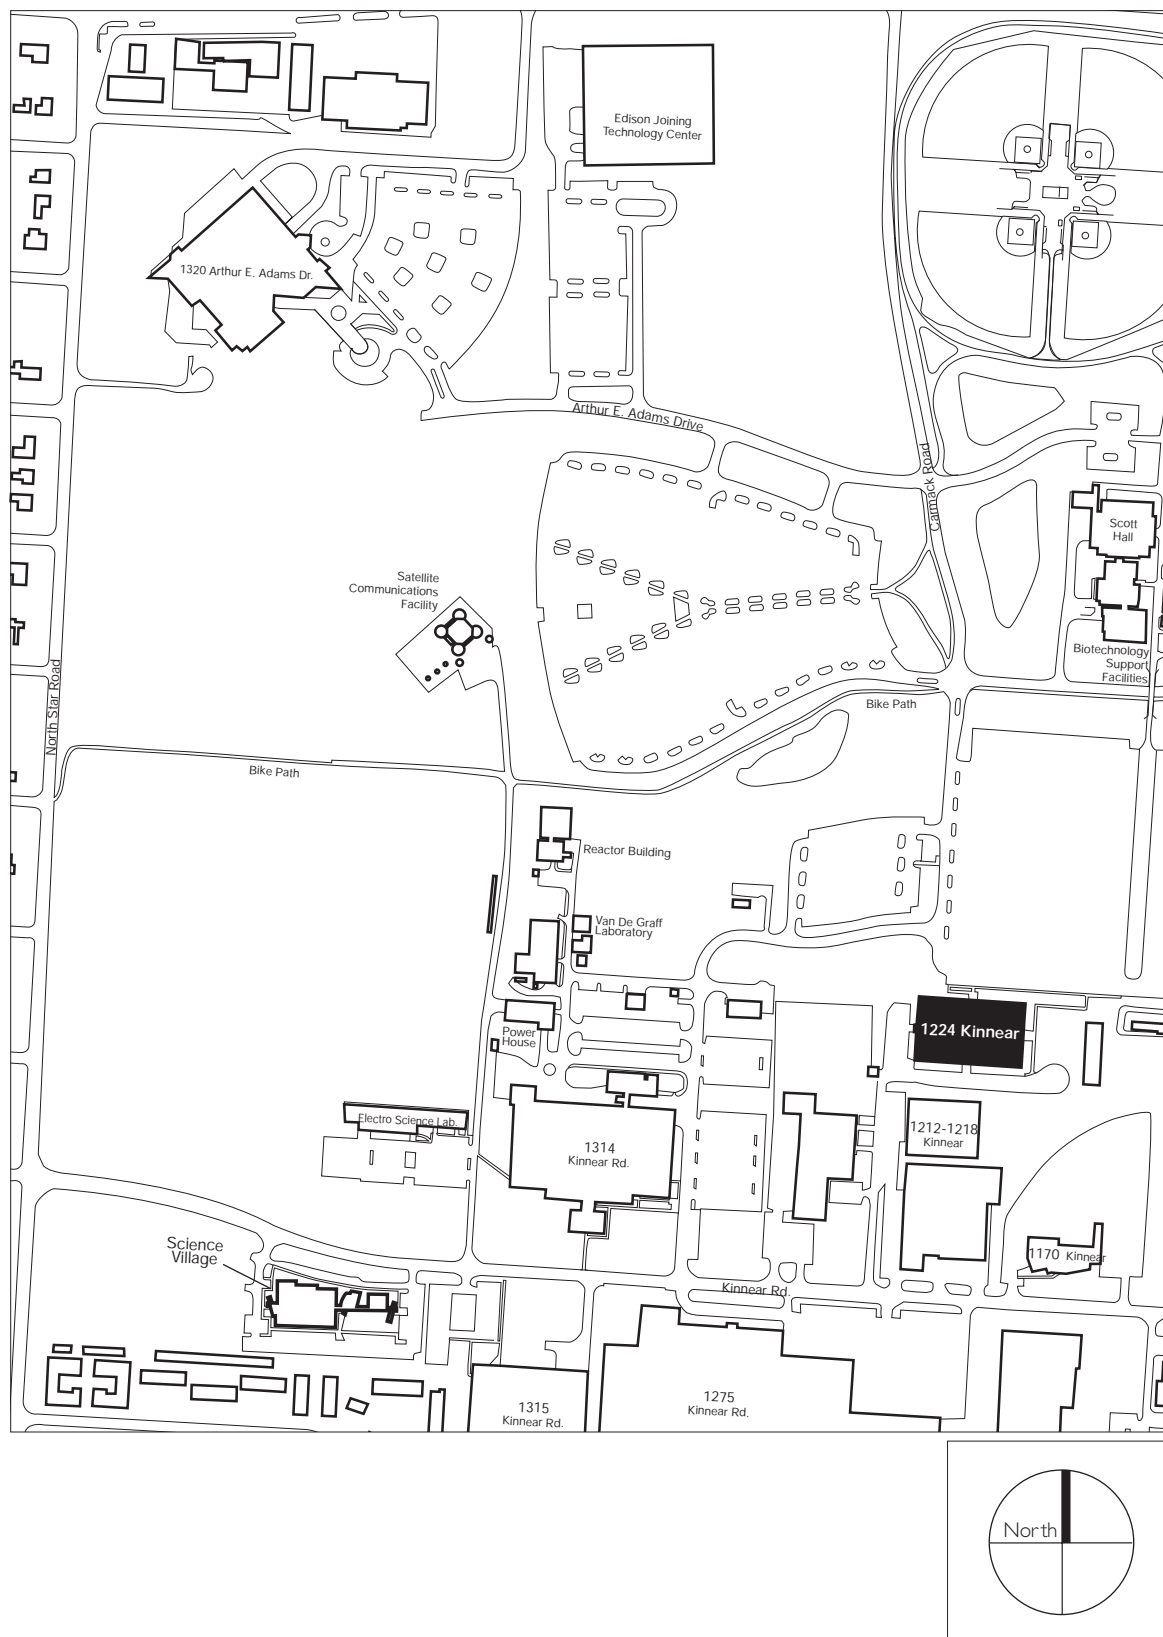 Edison Joining
Technology Center
1320 Arthur E. Adams Dr.
Arthur E. Adams Drive
Carmack Road
Scott
Hall
Satellite
Communications
Facility
Biotechnology
Support
Facilities
North Star Road
Bike Path
Bike Path
Reactor Building
Van De Graff
Laboratory
1224 Kinnear
Power
House
Electro Science Lab.
1212-1218
Kinnear
1314
Kinnear Rd.
Science
Village
1170 Kinnear
Kinnear Rd.
1315
Kinnear Rd.
1275
Kinnear Rd.
North